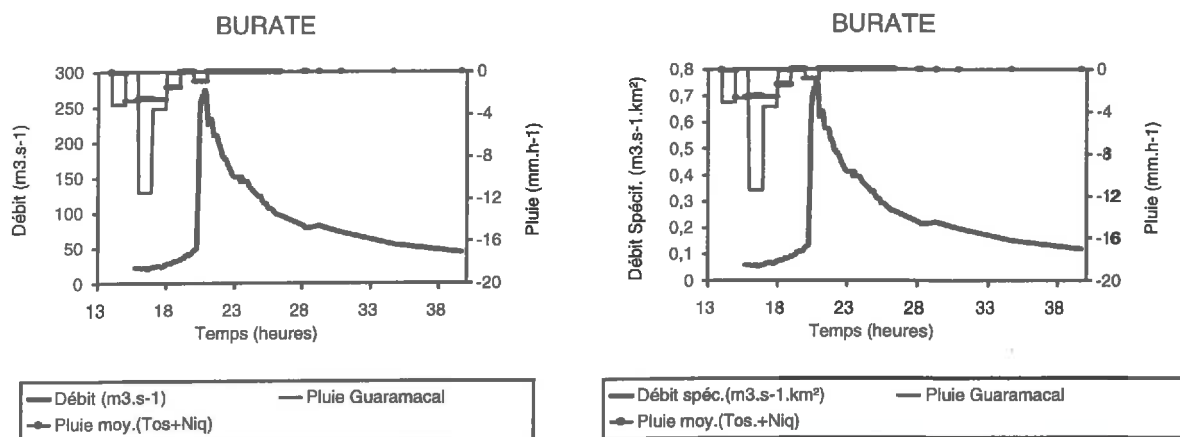 BURATE
300
250
200
150
100
50
0
Débit (m3.s-1)
0
-4
-8
-12
-16
-20
Pluie (mm.h-1)
13 18 23 28 33 38
Temps (heures)
Débit (m3.s-1) Pluie Guaramacal
Pluie moy.(Tos+Niq)
BURATE
0,8
0,7
0,6
0,5
0,4
0,3
0,2
0,1
0
Débit Spécif. (m3.s-1.km²)
0
-4
-8
-12
-16
-20
Pluie (mm.h-1)
13 18 23 28 33 38
Temps (heures)
Débit spéc.(m3.s-1.km²) Pluie Guaramacal
Pluie moy.(Tos.+Niq)